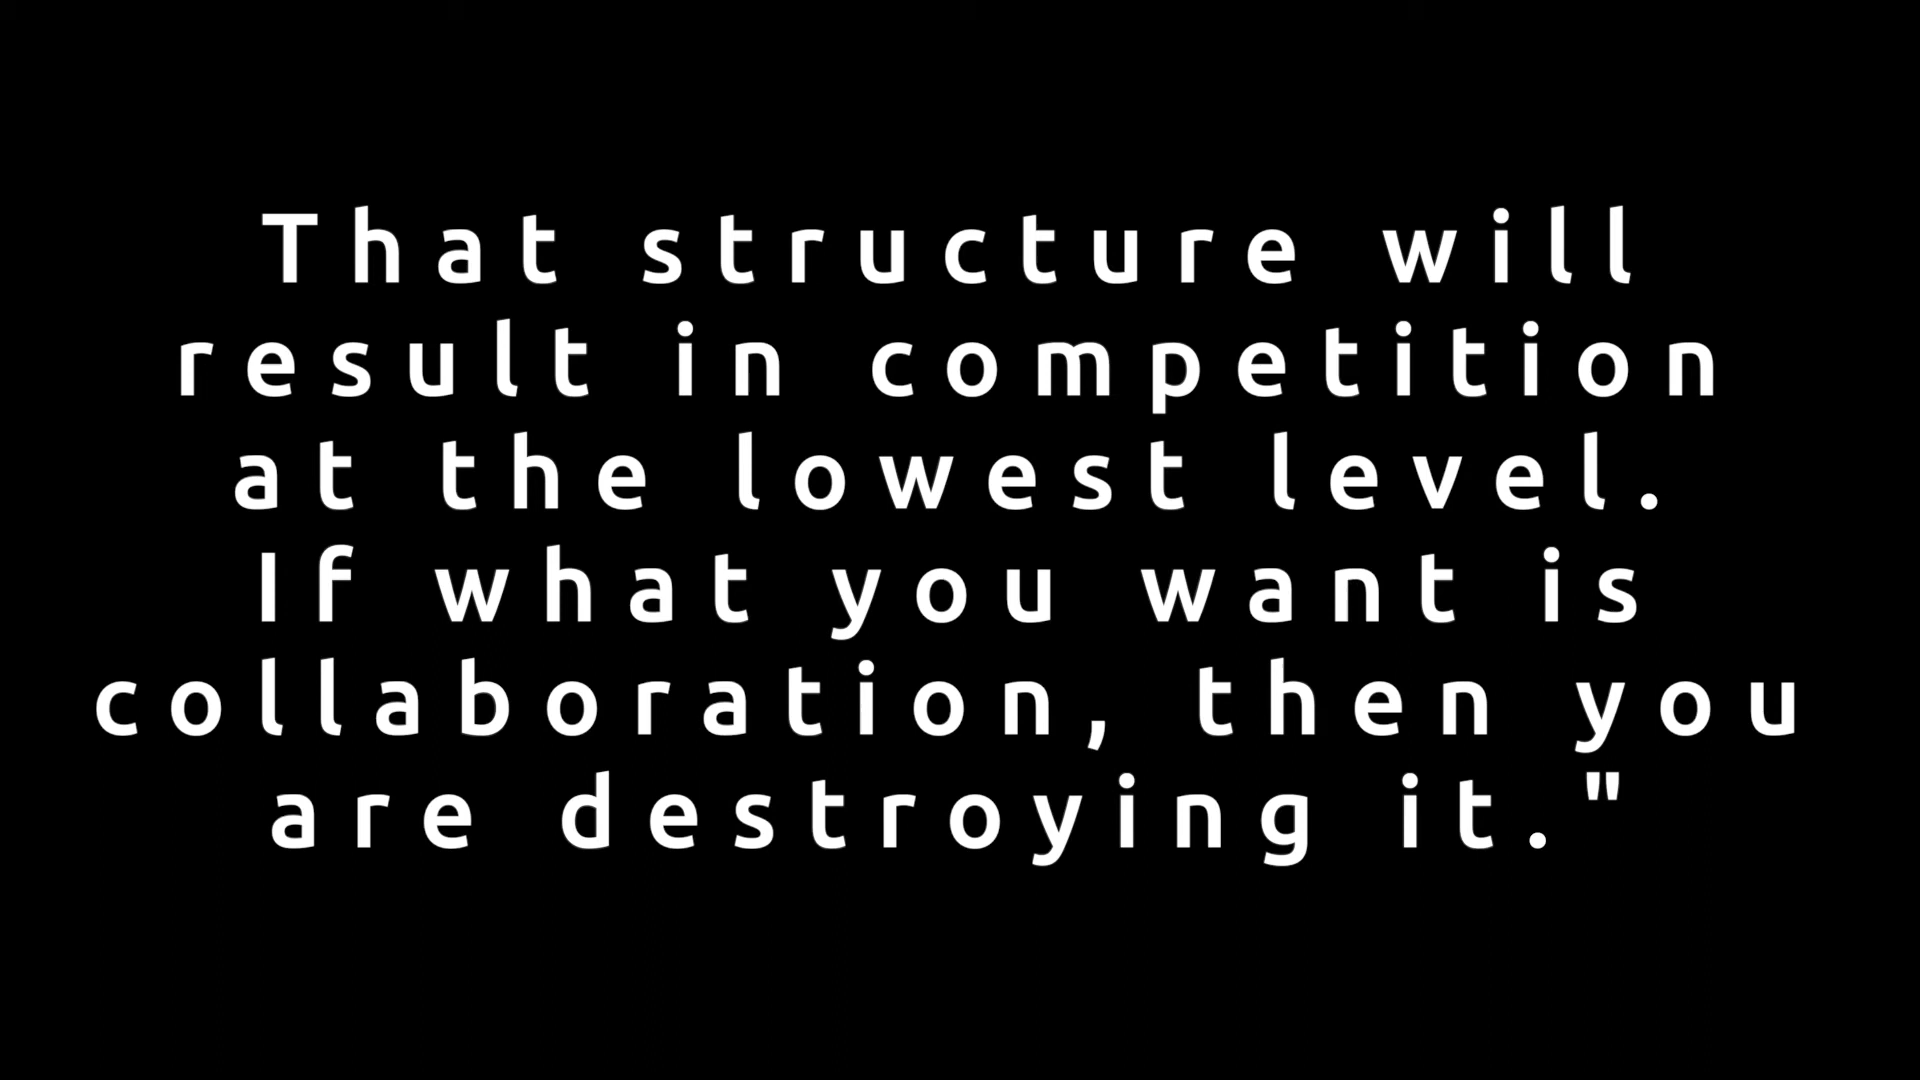 That structure will
result in competition
at the lowest level.
If what you want is
collaboration, then you
are destroying it."